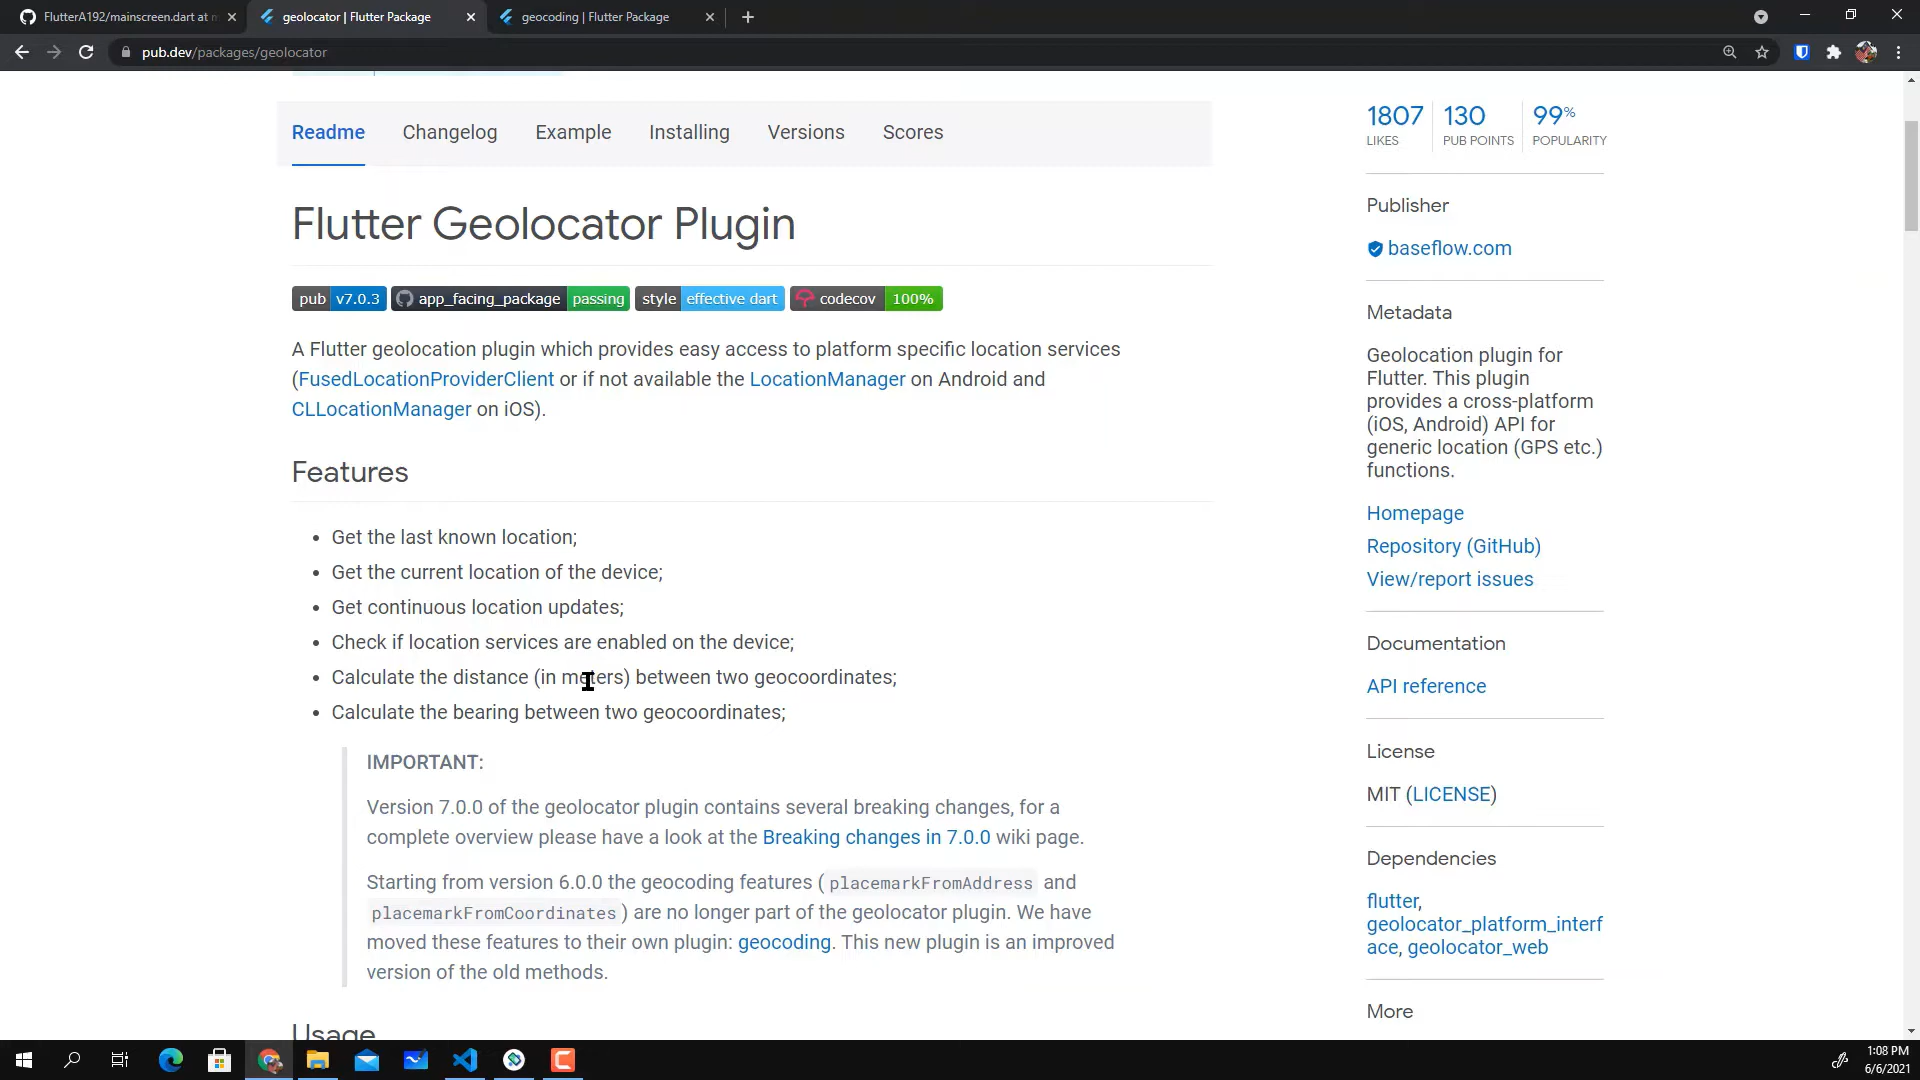 FlutterA192/mainscreen.dart at m
geolocator | Flutter Package
geocoding | Flutter Package
pub.dev/packages/geolocator
Readme Changelog Example Installing Versions Scores
Flutter Geolocator Plugin
pub v7.0.3 app_facing_package passing style effective dart codecov 100%
A Flutter geolocation plugin which provides easy access to platform specific location services
(FusedLocationProviderClient or if not available the LocationManager on Android and
CLLocationManager on iOS).
Features
• Get the last known location;
• Get the current location of the device;
• Get continuous location updates;
• Check if location services are enabled on the device;
• Calculate the distance (in meters) between two geocoordinates;
• Calculate the bearing between two geocoordinates;
IMPORTANT:
Version 7.0.0 of the geolocator plugin contains several breaking changes, for a
complete overview please have a look at the Breaking changes in 7.0.0 wiki page.
Starting from version 6.0.0 the geocoding features ( placemarkFromAddress and
placemarkFromCoordinates ) are no longer part of the geolocator plugin. We have
moved these features to their own plugin: geocoding. This new plugin is an improved
version of the old methods.
Usage
1807 130 99%
LIKES PUB POINTS POPULARITY
Publisher
baseflow.com
Metadata
Geolocation plugin for
Flutter. This plugin
provides a cross-platform
(iOS, Android) API for
generic location (GPS etc.)
functions.
Homepage
Repository (GitHub)
View/report issues
Documentation
API reference
License
MIT (LICENSE)
Dependencies
flutter,
geolocator_platform_interf
ace, geolocator_web
More
1:08 PM
6/6/2021